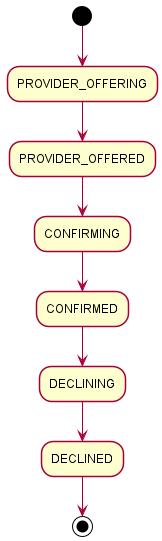 PROVIDER_OFFERING
PROVIDER_OFFERED
CONFIRMING
CONFIRMED
DECLINING
DECLINED